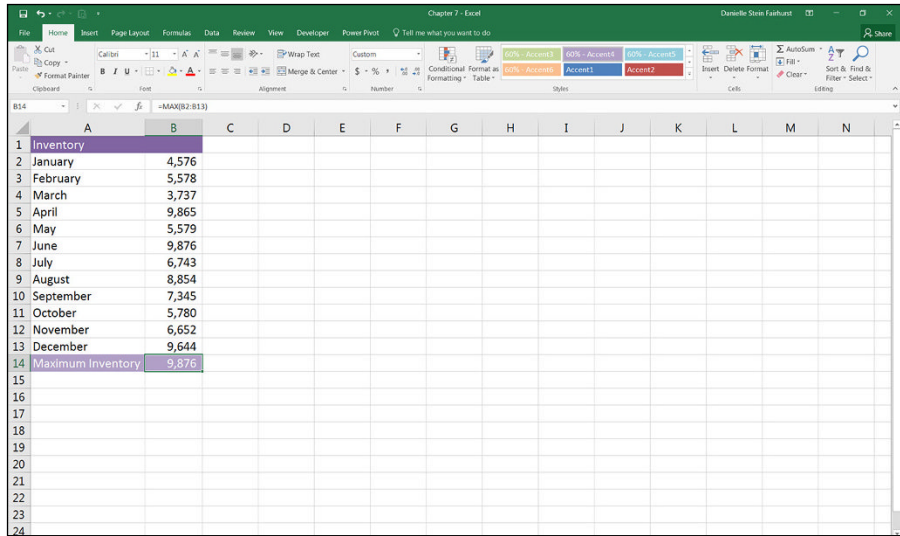 Chapter 7 - Excel
Danielle Stein Fairhurst
File Home Insert Page Layout Formulas Data Review View Developer Power Pivot Tell me what you want to do Share
Paste
Cut
Copy
Format Painter
Clipboard
Calibri 11 A A
B I U A
Font
Wrap Text
Merge & Center
Alignment
Custom
$ % ,
Number
Conditional Formatting
Format as Table
60% - Accent3 60% - Accent4 60% - Accent5
60% - Accent6 Accent1 Accent2
Styles
Insert Delete Format
Cells
AutoSum
Fill
Clear
Sort & Filter
Find & Select
Editing
B14 fx =MAX(B2:B13)
A B C D E F G H I J K L M N
1 Inventory
2 January 4,576
3 February 5,578
4 March 3,737
5 April 9,865
6 May 5,579
7 June 9,876
8 July 6,743
9 August 8,854
10 September 7,345
11 October 5,780
12 November 6,652
13 December 9,644
14 Maximum Inventory 9,876
15
16
17
18
19
20
21
22
23
24